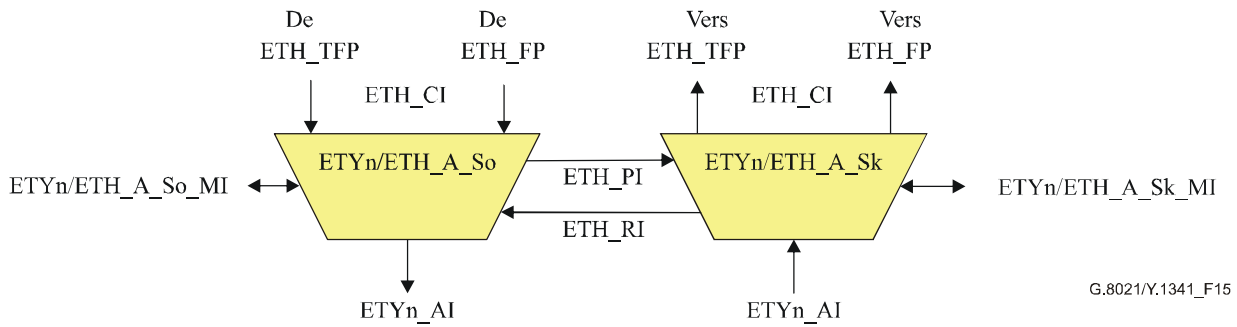 De De Vers Vers
ETH_TFP ETH_FP ETH_TFP ETH_FP
ETH_CI ETH_CI
ETYn/ETH_A_So ETYn/ETH_A_Sk
ETYn/ETH_A_So_MI ETH_PI ETYn/ETH_A_Sk_MI
ETH_RI
ETYn_AI ETYn_AI
G.8021/Y.1341_F15